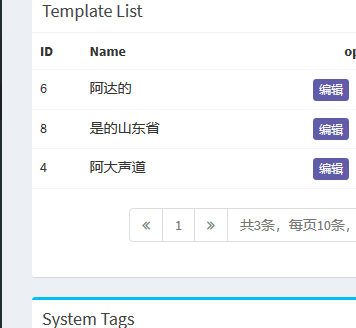 Template List
ID Name op
6 阿达的 编辑
8 是的山东省 编辑
4 阿大声道 编辑
« 1 » 共3条，每页10条，
System Tags